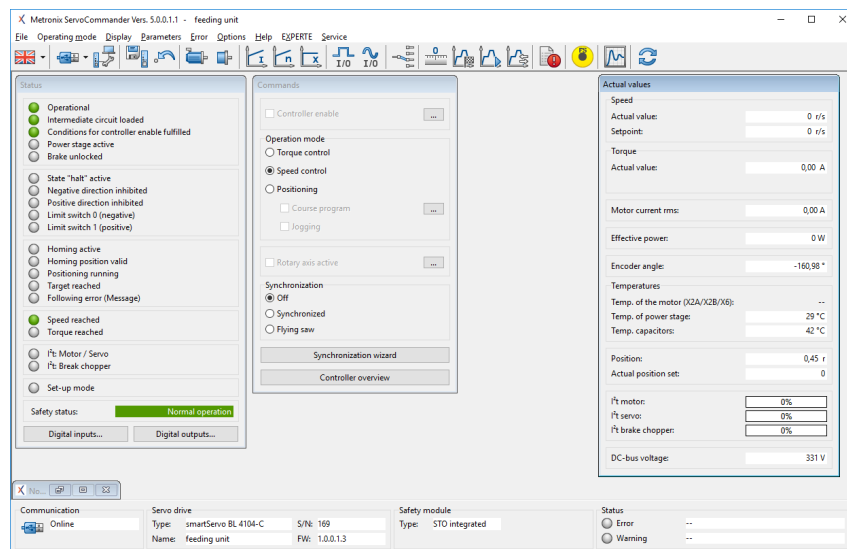 Metronix ServoCommander Vers. 5.0.0.1.1 - feeding unit
File Operating mode Display Parameters Error Options Help EXPERTE Service
I n x I/O I/O 0
Status
Operational
Intermediate circuit loaded
Conditions for controller enable fulfilled
Power stage active
Brake unlocked
State "halt" active
Negative direction inhibited
Positive direction inhibited
Limit switch 0 (negative)
Limit switch 1 (positive)
Homing active
Homing position valid
Positioning running
Target reached
Following error (Message)
Speed reached
Torque reached
I²t: Motor / Servo
I²t: Break chopper
Set-up mode
Safety status: Normal operation
Digital inputs... Digital outputs...
Commands
Controller enable ...
Operation mode
Torque control
Speed control
Positioning
Course program ...
Jogging
Rotary axis active ...
Synchronization
Off
Synchronized
Flying saw
Synchronization wizard
Controller overview
Actual values
Speed
Actual value: 0 r/s
Setpoint: 0 r/s
Torque
Actual value: 0,00 A
Motor current rms: 0,00 A
Effective power: 0 W
Encoder angle: -160,98 °
Temperatures
Temp. of the motor (X2A/X2B/X6): --
Temp. of power stage: 29 °C
Temp. capacitors: 42 °C
Position: 0,45 r
Actual position set: 0
I²t motor: 0%
I²t servo: 0%
I²t brake chopper: 0%
DC-bus voltage: 331 V
No...
Communication
Online
Servo drive
Type: smartServo BL 4104-C S/N: 169
Name: feeding unit FW: 1.0.0.1.3
Safety module
Type: STO integrated
Status
Error --
Warning --